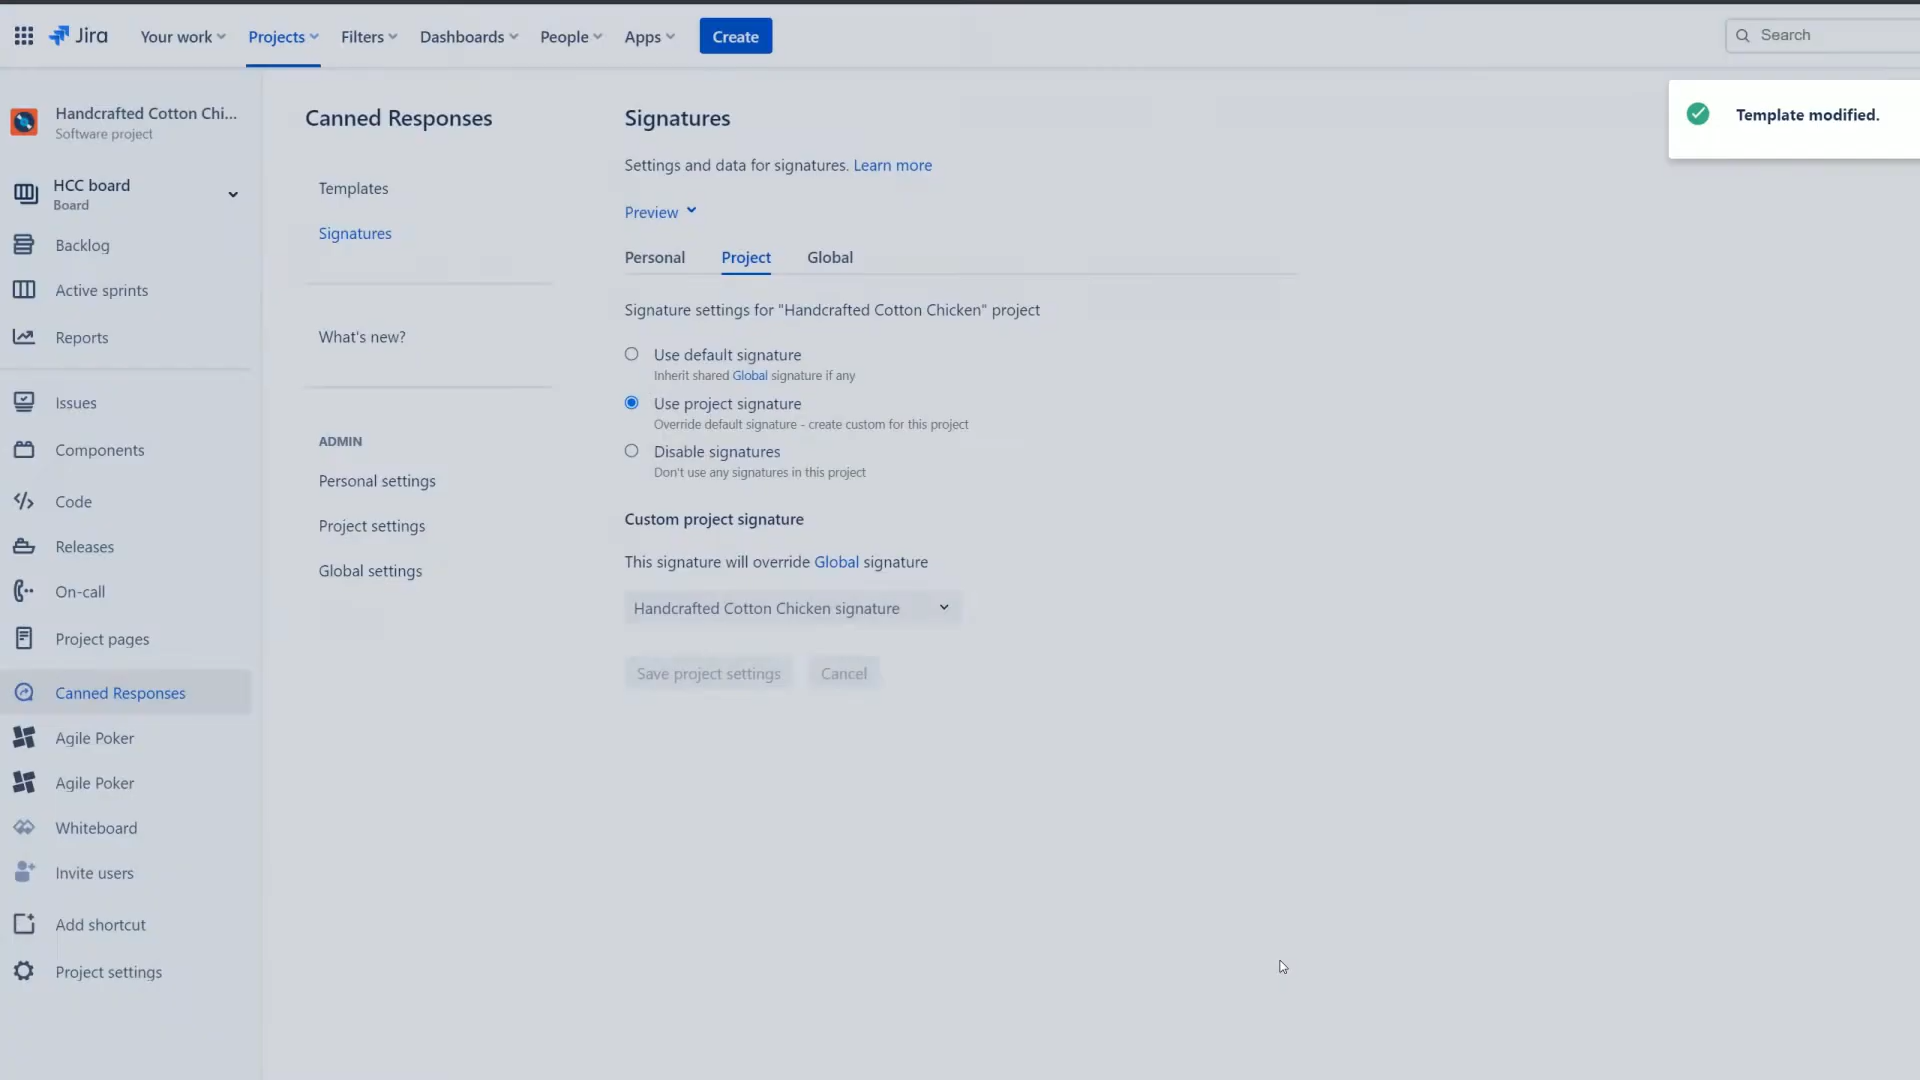 Jira
Your work
Projects
Filters
Dashboards
People
Apps
Create
Search
Template modified.
Handcrafted Cotton Chi...
Software project
HCC board
Board
Backlog
Active sprints
Reports
Issues
Components
Code
Releases
On-call
Project pages
Canned Responses
Agile Poker
Agile Poker
Whiteboard
Invite users
Add shortcut
Project settings
Canned Responses
Templates
Signatures
What's new?
ADMIN
Personal settings
Project settings
Global settings
Signatures
Settings and data for signatures. Learn more
Preview
Personal
Project
Global
Signature settings for "Handcrafted Cotton Chicken" project
Use default signature
Inherit shared Global signature if any
Use project signature
Override default signature - create custom for this project
Disable signatures
Don't use any signatures in this project
Custom project signature
This signature will override Global signature
Handcrafted Cotton Chicken signature
Save project settings
Cancel